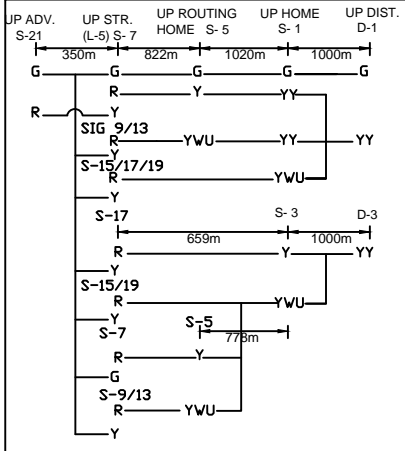 UP ADV. UP STR. UP ROUTING UP HOME UP DIST.
S-21 (L-5) S- 7 HOME S- 5 S- 1 D-1
350m 822m 1020m 1000m
G G G G G
R Y YY
R Y
SIG 9/13
R YWU YY YY
Y
S-15/17/19
R YWU
Y
S-17
S- 3 D-3
659m 1000m
R Y YY
Y
S-15/19
R YWU
Y S-5
S-7 778m
R Y
G
S-9/13
R YWU
Y